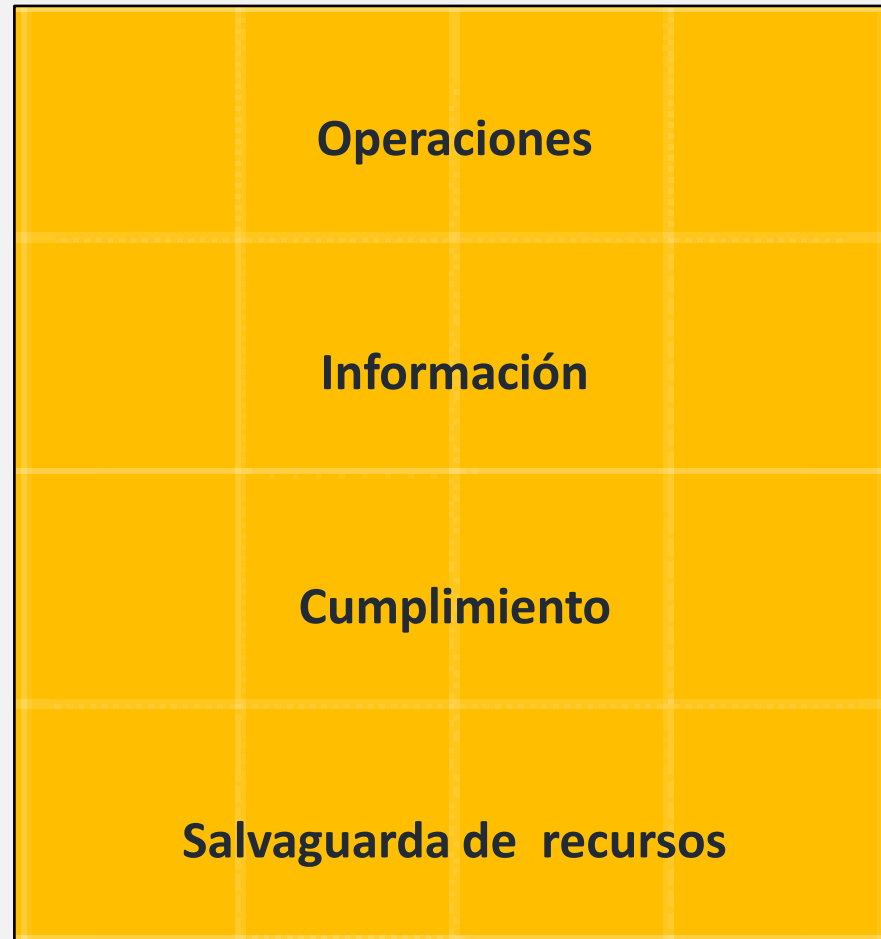 Operaciones
Información
Cumplimiento
Salvaguarda de  recursos